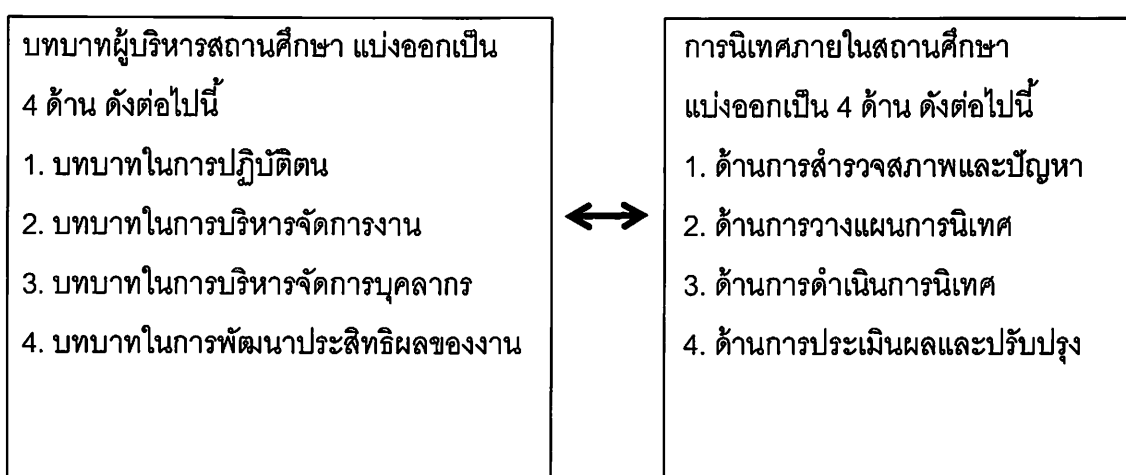 บทบาทผู้บริหารสถานศึกษา แบ่งออกเป็น
4 ด้าน ดังต่อไปนี้
1. บทบาทในการปฏิบัติตน
2. บทบาทในการบริหารจัดการงาน
3. บทบาทในการบริหารจัดการบุคลากร
4. บทบาทในการพัฒนาประสิทธิผลของงาน
การนิเทศภายในสถานศึกษา
แบ่งออกเป็น 4 ด้าน ดังต่อไปนี้
1. ด้านการสำรวจสภาพและปัญหา
2. ด้านการวางแผนการนิเทศ
3. ด้านการดำเนินการนิเทศ
4. ด้านการประเมินผลและปรับปรุง